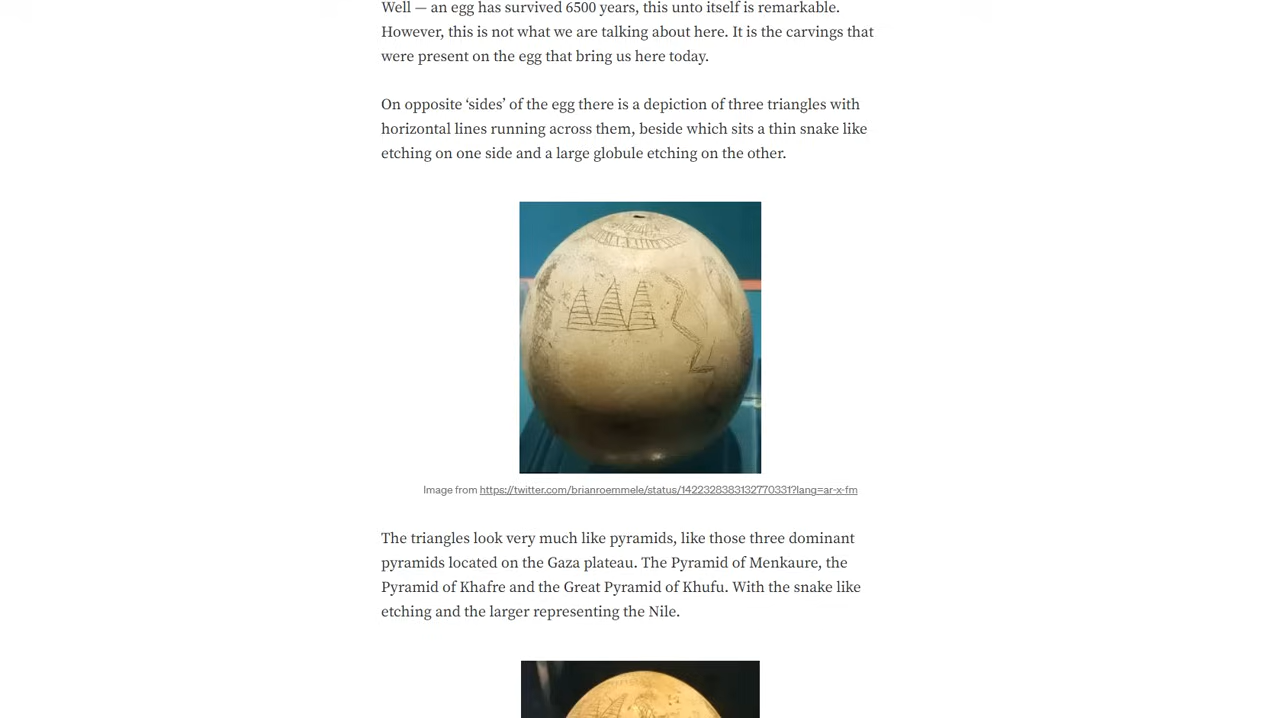 Well — an egg has survived 6500 years, this unto itself is remarkable.
However, this is not what we are talking about here. It is the carvings that
were present on the egg that bring us here today.
On opposite ‘sides’ of the egg there is a depiction of three triangles with
horizontal lines running across them, beside which sits a thin snake like
etching on one side and a large globule etching on the other.
Image from https://twitter.com/brianroemmele/status/1422328383132770331?lang=ar-x-fm
The triangles look very much like pyramids, like those three dominant
pyramids located on the Gaza plateau. The Pyramid of Menkaure, the
Pyramid of Khafre and the Great Pyramid of Khufu. With the snake like
etching and the larger representing the Nile.